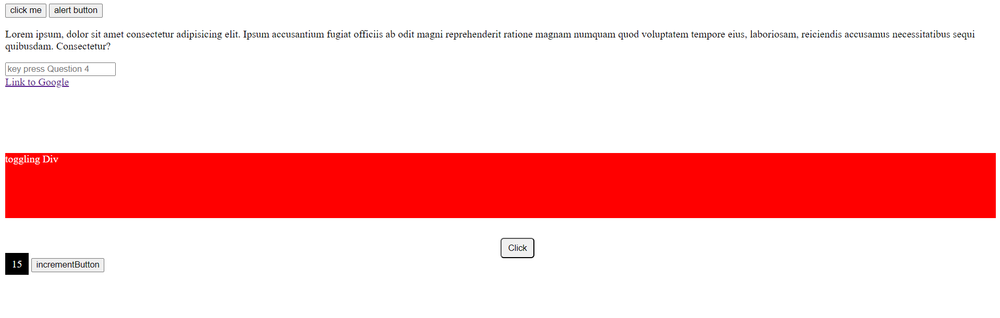 click me alert button
Lorem ipsum, dolor sit amet consectetur adipisicing elit. Ipsum accusantium fugiat officiis ab odit magni reprehenderit ratione magnam numquam quod voluptatem tempore eius, laboriosam, reiciendis accusamus necessitatibus sequi
quibusdam. Consectetur?
key press Question 4
Link to Google
toggling Div
Click
15 incrementButton